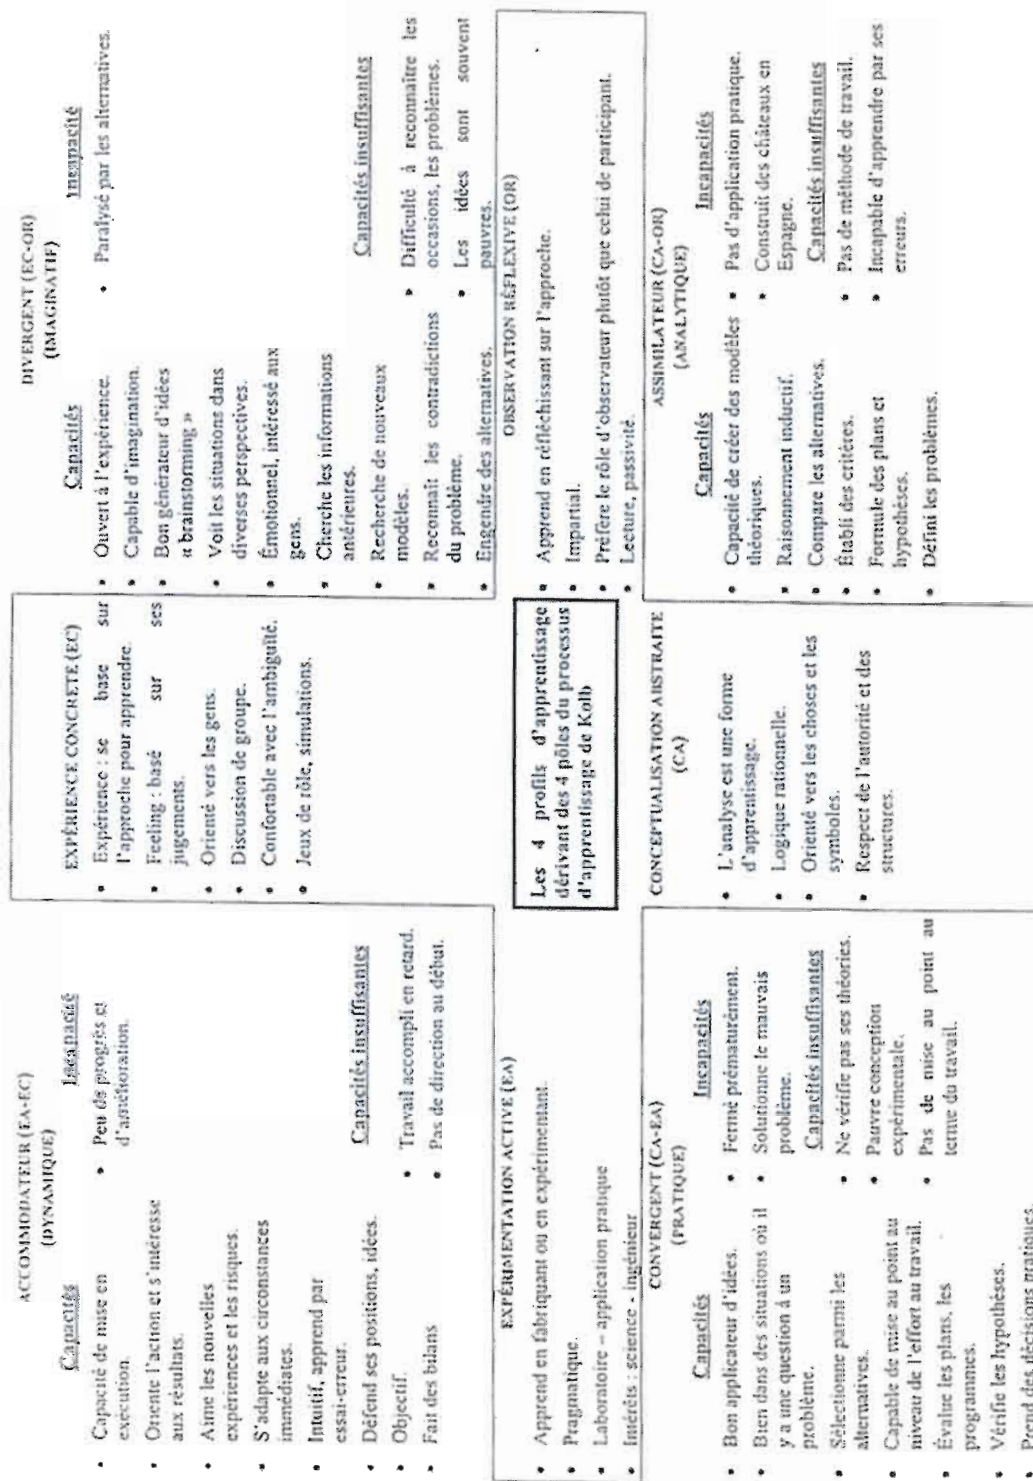 ACCOMMODATEUR (EA-EC)
(DYNAMIQUE)
Capacités
• Capacité de mise en
exécution.
• Oriente l'action et s'intéresse
aux résultats.
• Aime les nouvelles
expériences et les risques.
• S'adapte aux circonstances
immédiates.
• Intuitif, apprend par
essai-erreur.
• Défend ses positions, idées.
• Objectif.
• Fait des bilans
Incapacité
• Peu de progrès et
d'amélioration.
Capacités insuffisantes
• Travail accompli en retard.
• Pas de direction au début.
EXPÉRIENCE CONCRETE (EC)
• Expérience : se base sur
l'approche pour apprendre.
• Feeling : basé sur ses
jugements.
• Orienté vers les gens.
• Discussion de groupe.
• Confortable avec l'ambiguïté.
• Jeux de rôle, simulations.
DIVERGENT (EC-OR)
(IMAGINATIF)
Capacités
• Ouvert à l'expérience.
• Capable d'imagination.
• Bon générateur d'idées
« brainstorming »
• Voit les situations dans
diverses perspectives.
• Émotionnel, intéressé aux
gens.
• Cherche les informations
antérieures.
• Recherche de nouveaux
modèles.
• Reconnaît les contradictions
du problème.
• Engendre des alternatives.
Incapacité
• Paralysé par les alternatives.
Capacités insuffisantes
• Difficulté à reconnaître les
occasions, les problèmes.
• Les idées sont souvent
pauvres.
EXPÉRIMENTATION ACTIVE (EA)
• Apprend en fabriquant ou en expérimentant.
• Pragmatique.
• Laboratoire – application pratique
• Intérêts : science - ingénieur
Les 4 profils d'apprentissage
dérivant des 4 pôles du processus
d'apprentissage de Kolb
OBSERVATION RÉFLEXIVE (OR)
• Apprend en réfléchissant sur l'approche.
• Impartial.
• Préfère le rôle d'observateur plutôt que celui de participant.
• Lecture, passivité.
CONVERGENT (CA-EA)
(PRATIQUE)
Capacités
• Bon applicateur d'idées.
• Bien dans des situations où il
y a une question à un
problème.
• Sélectionne parmi les
alternatives.
• Capable de mise au point au
niveau de l'effort au travail.
• Évalue les plans, les
programmes.
• Vérifie les hypothèses.
• Prend des décisions pratiques.
Incapacités
• Fermé prématurément.
• Solutionne le mauvais
problème.
Capacités insuffisantes
• Ne vérifie pas ses théories.
• Pauvre conception
expérimentale.
• Pas de mise au point au
terme du travail.
CONCEPTUALISATION ABSTRAITE
(CA)
• L'analyse est une forme
d'apprentissage.
• Logique rationnelle.
• Orienté vers les choses et les
symboles.
• Respect de l'autorité et des
structures.
ASSIMILATEUR (CA-OR)
(ANALYTIQUE)
Capacités
• Capacité de créer des modèles
théoriques.
• Raisonnement inductif.
• Compare les alternatives.
• Établi des critères.
• Formule des plans et
hypothèses.
• Défini les problèmes.
Incapacités
• Pas d'application pratique.
• Construit des châteaux en
Espagne.
Capacités insuffisantes
• Pas de méthode de travail.
• Incapable d'apprendre par ses
erreurs.